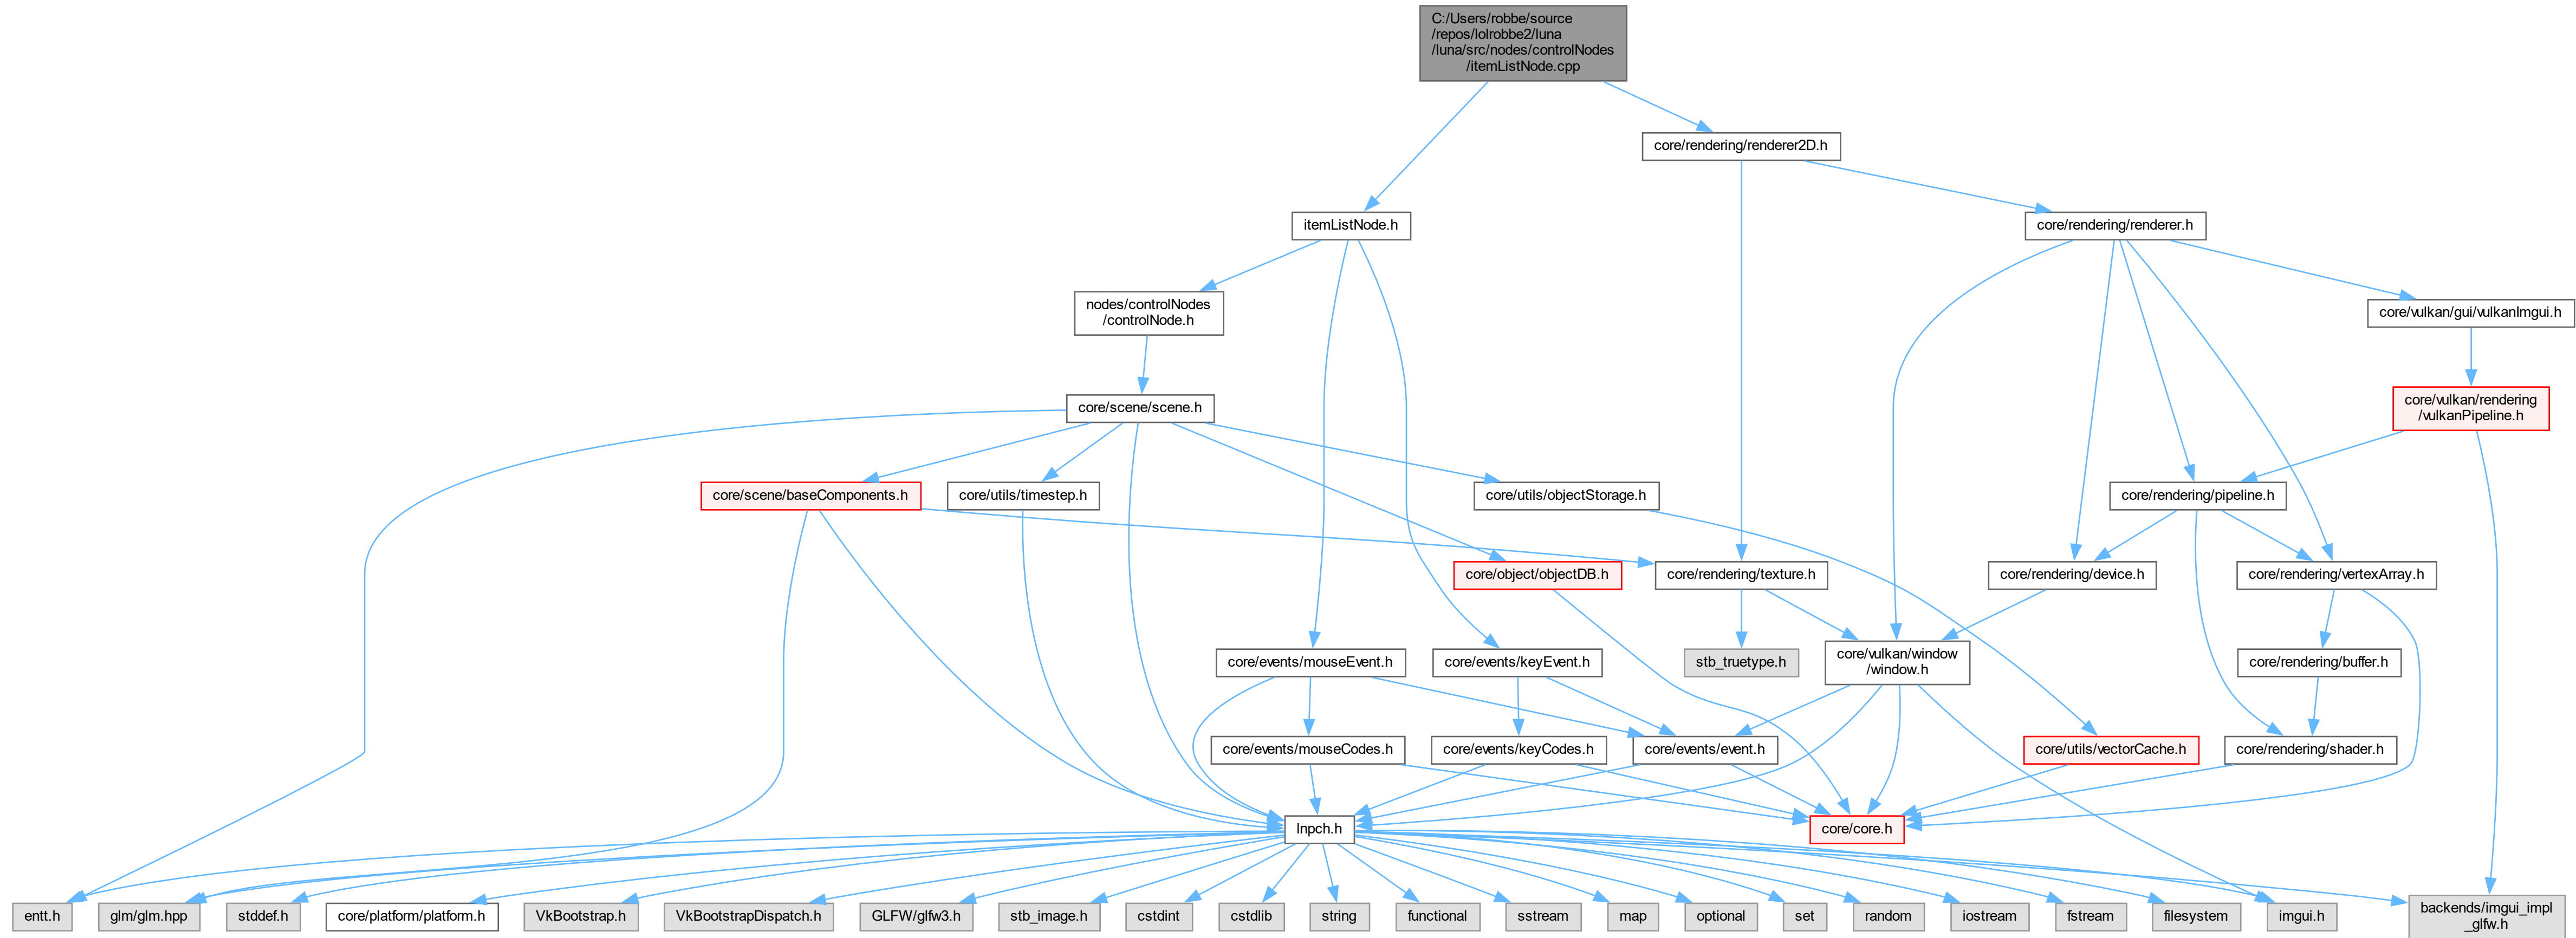 C:/Users/robbe/source
/repos/lolrobbe2/luna
/luna/src/nodes/controlNodes
/itemListNode.cpp
core/rendering/renderer2D.h
itemListNode.h
core/rendering/renderer.h
nodes/controlNodes
/controlNode.h
core/vulkan/gui/vulkanImgui.h
core/scene/scene.h
core/vulkan/rendering
/vulkanPipeline.h
core/scene/baseComponents.h
core/utils/timestep.h
core/utils/objectStorage.h
core/rendering/pipeline.h
core/object/objectDB.h
core/rendering/texture.h
core/rendering/device.h
core/rendering/vertexArray.h
core/events/mouseEvent.h
core/events/keyEvent.h
stb_truetype.h
core/vulkan/window
/window.h
core/rendering/buffer.h
core/events/mouseCodes.h
core/events/keyCodes.h
core/events/event.h
core/utils/vectorCache.h
core/rendering/shader.h
lnpch.h
core/core.h
entt.h
glm/glm.hpp
stddef.h
core/platform/platform.h
VkBootstrap.h
VkBootstrapDispatch.h
GLFW/glfw3.h
stb_image.h
cstdint
cstdlib
string
functional
sstream
map
optional
set
random
iostream
fstream
filesystem
imgui.h
backends/imgui_impl
_glfw.h